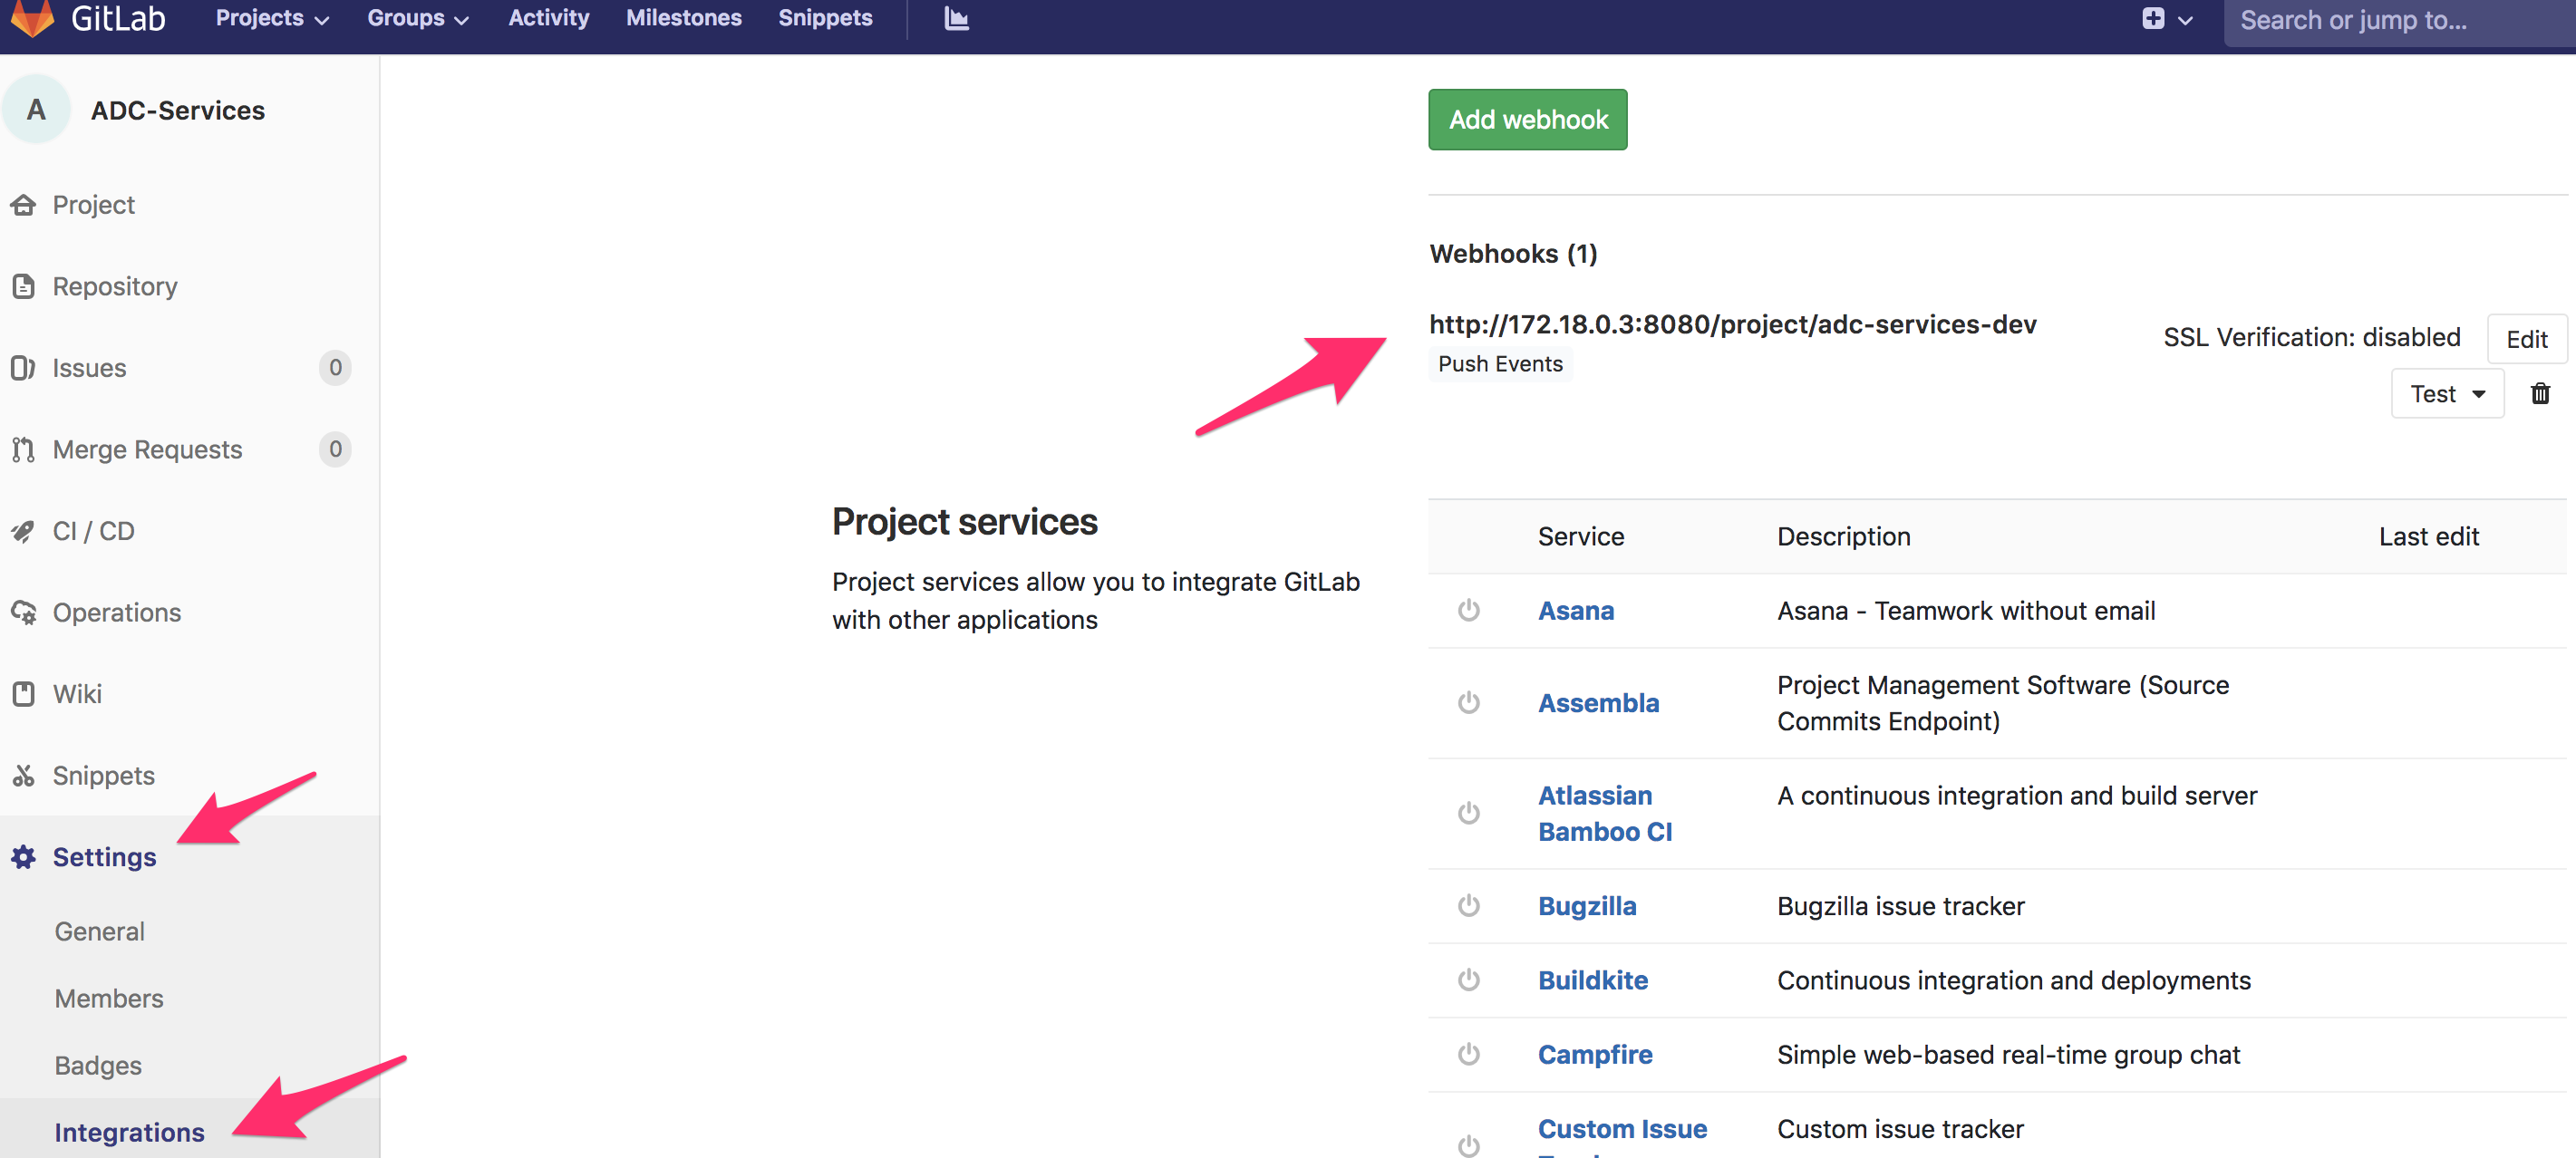 GitLab Projects Groups Activity Milestones Snippets Search or jump to...
A ADC-Services
Project
Repository
Issues 0
Merge Requests 0
CI / CD
Operations
Wiki
Snippets
Settings
General
Members
Badges
Integrations
Add webhook
Webhooks (1)
http://172.18.0.3:8080/project/adc-services-dev
Push Events
SSL Verification: disabled Edit
Test
Project services
Project services allow you to integrate GitLab
with other applications
Service Description Last edit
Asana Asana - Teamwork without email
Assembla Project Management Software (Source
Commits Endpoint)
Atlassian A continuous integration and build server
Bamboo CI
Bugzilla Bugzilla issue tracker
Buildkite Continuous integration and deployments
Campfire Simple web-based real-time group chat
Custom Issue Custom issue tracker